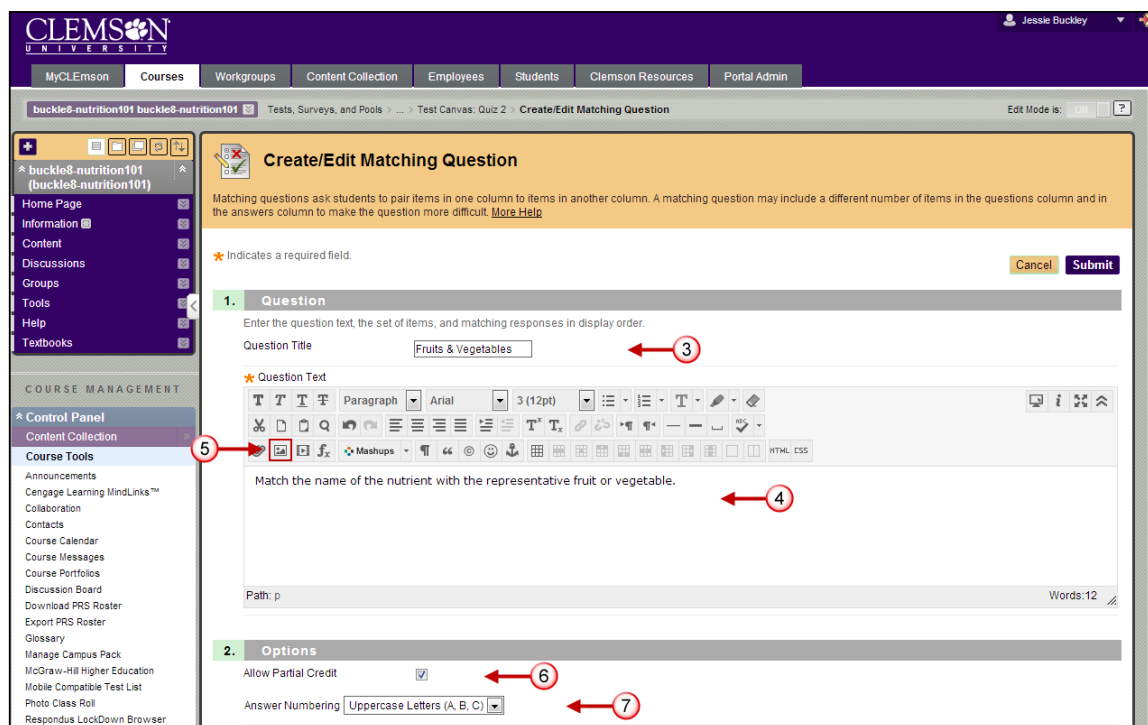 CLEMSON
UNIVERSITY
Jessie Buckley
MyCLEmson Courses Workgroups Content Collection Employees Students Clemson Resources Portal Admin
buckle8-nutrition101 buckle8-nutrition101 Tests, Surveys, and Pools > ... > Test Canvas: Quiz 2 > Create/Edit Matching Question Edit Mode is: ON ?
buckle8-nutrition101
(buckle8-nutrition101)
Home Page
Information
Content
Discussions
Groups
Tools
Help
Textbooks
COURSE MANAGEMENT
Control Panel
Content Collection
Course Tools
Announcements
Cengage Learning MindLinks™
Collaboration
Contacts
Course Calendar
Course Messages
Course Portfolios
Discussion Board
Download PRS Roster
Export PRS Roster
Glossary
Manage Campus Pack
McGraw-Hill Higher Education
Mobile Compatible Test List
Photo Class Roll
Respondus LockDown Browser
Create/Edit Matching Question
Matching questions ask students to pair items in one column to items in another column. A matching question may include a different number of items in the questions column and in
the answers column to make the question more difficult. More Help
* Indicates a required field.
Cancel Submit
1. Question
Enter the question text, the set of items, and matching responses in display order.
Question Title Fruits & Vegetables 3
* Question Text
T T T T Paragraph Arial 3 (12pt) T i
Tx Tx ABC
5 fx Mashups ¶ “ © HTML CSS
Match the name of the nutrient with the representative fruit or vegetable.
4
Path: p Words:12
2. Options
Allow Partial Credit 6
Answer Numbering Uppercase Letters (A, B, C) 7